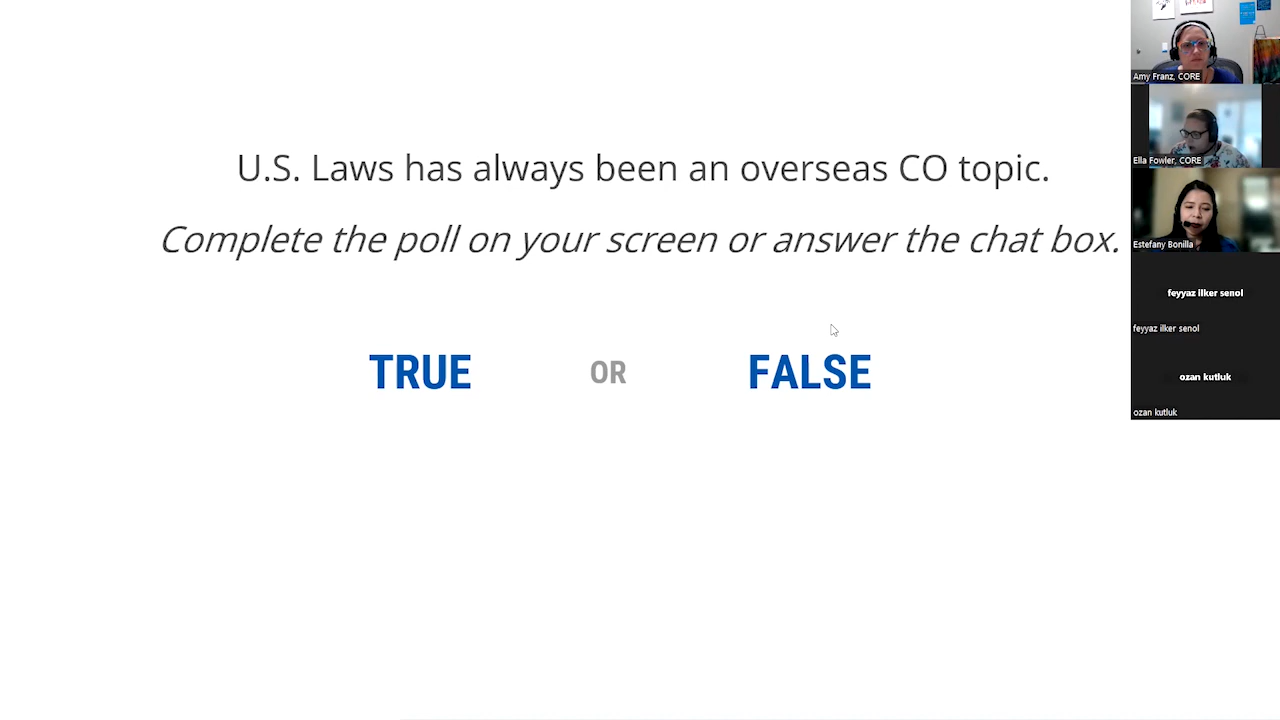 U.S. Laws has always been an overseas CO topic.
Complete the poll on your screen or answer the chat box.
TRUE OR FALSE
Amy Franz, CORE
Ella Fowler, CORE
Estefany Bonilla
feyyaz ilker senol
feyyaz ilker senol
ozan kutluk
ozan kutluk